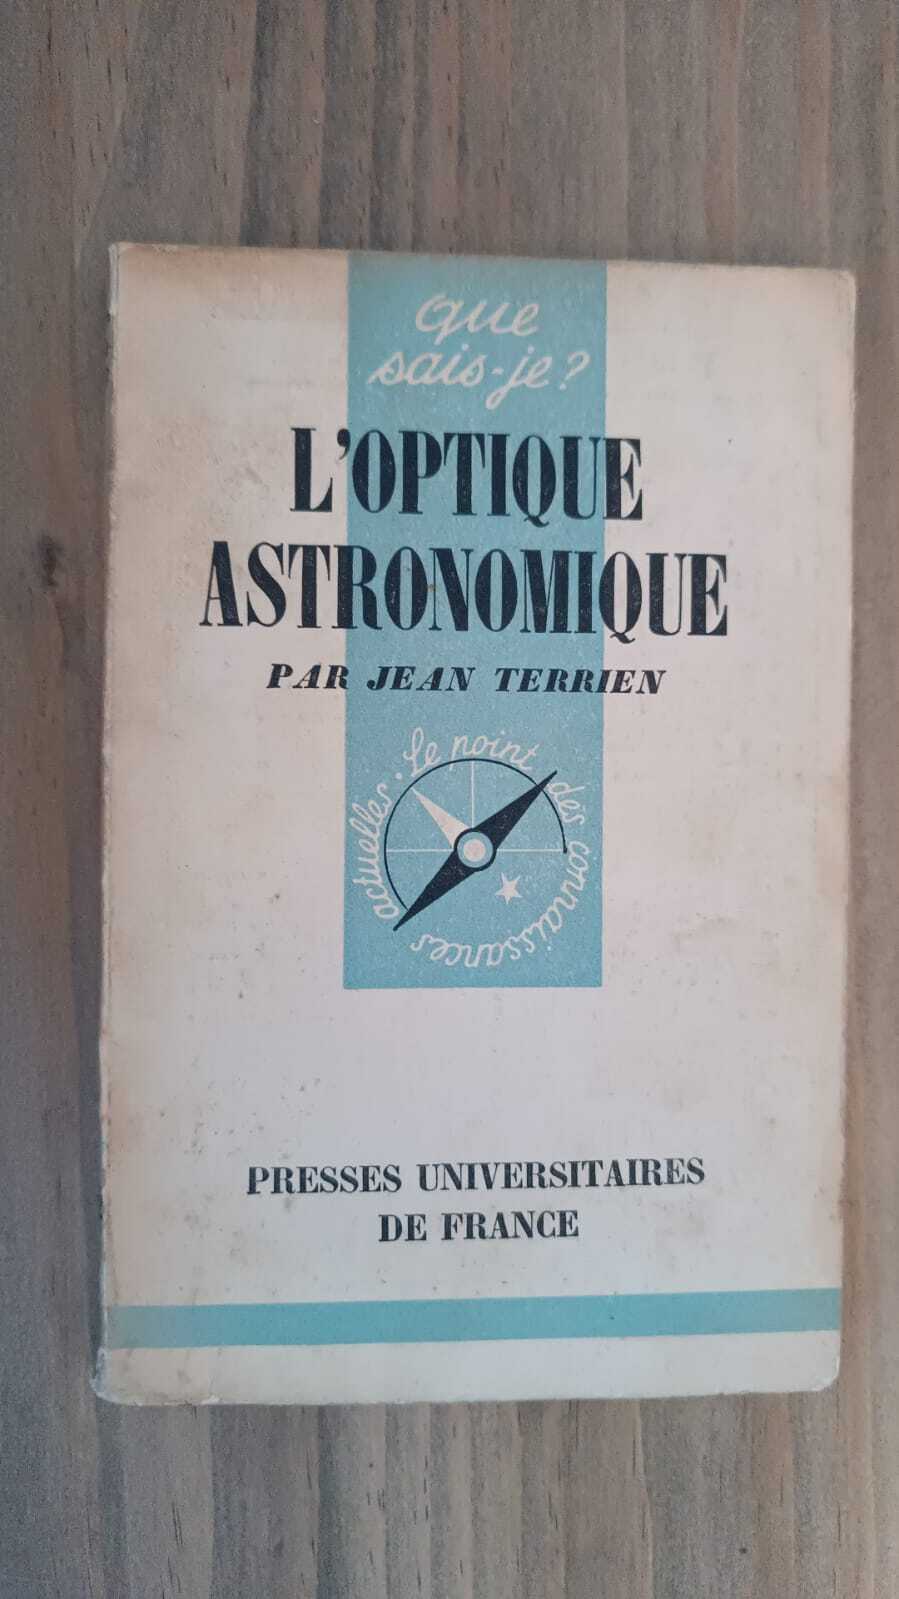 que
sais-je?
L'OPTIQUE
ASTRONOMIQUE
PAR JEAN TERRIEN
Le point des connaissances actuelles.
PRESSES UNIVERSITAIRES
DE FRANCE